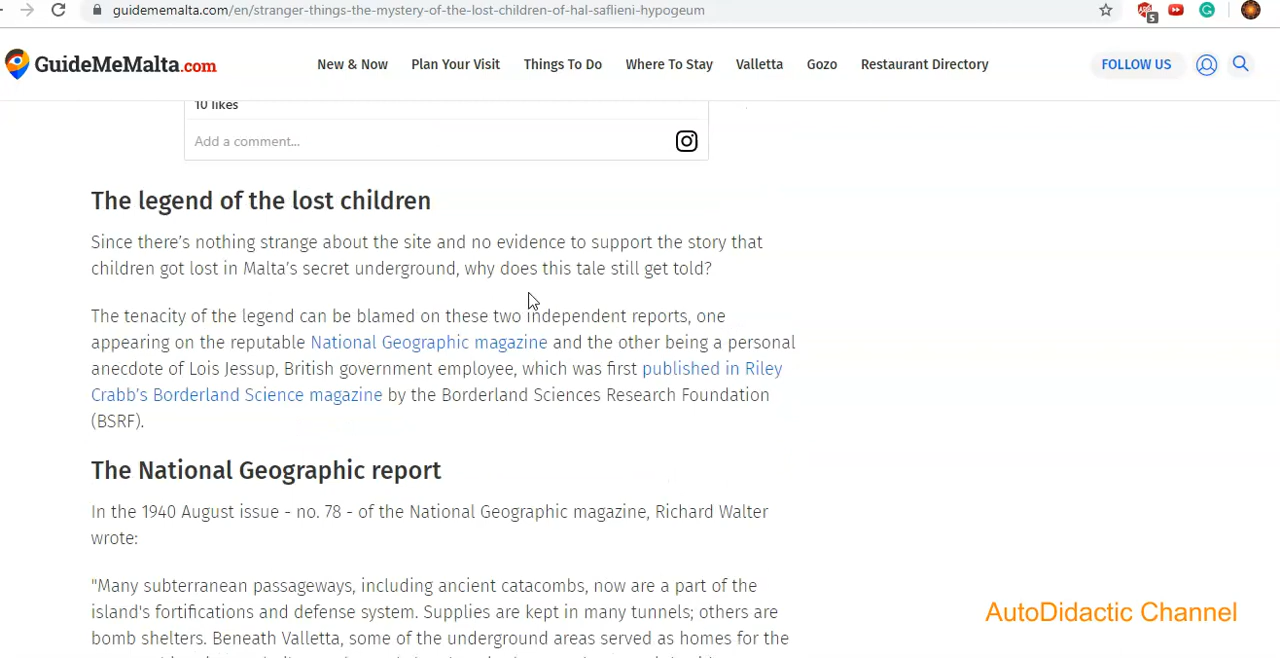 guidememalta.com/en/stranger-things-the-mystery-of-the-lost-children-of-hal-saflieni-hypogeum
5
GuideMeMalta.com New & Now Plan Your Visit Things To Do Where To Stay Valletta Gozo Restaurant Directory FOLLOW US
10 likes
Add a comment...
The legend of the lost children
Since there’s nothing strange about the site and no evidence to support the story that
children got lost in Malta’s secret underground, why does this tale still get told?
The tenacity of the legend can be blamed on these two independent reports, one
appearing on the reputable National Geographic magazine and the other being a personal
anecdote of Lois Jessup, British government employee, which was first published in Riley
Crabb’s Borderland Science magazine by the Borderland Sciences Research Foundation
(BSRF).
The National Geographic report
In the 1940 August issue - no. 78 - of the National Geographic magazine, Richard Walter
wrote:
"Many subterranean passageways, including ancient catacombs, now are a part of the
island's fortifications and defense system. Supplies are kept in many tunnels; others are
bomb shelters. Beneath Valletta, some of the underground areas served as homes for the
AutoDidactic Channel